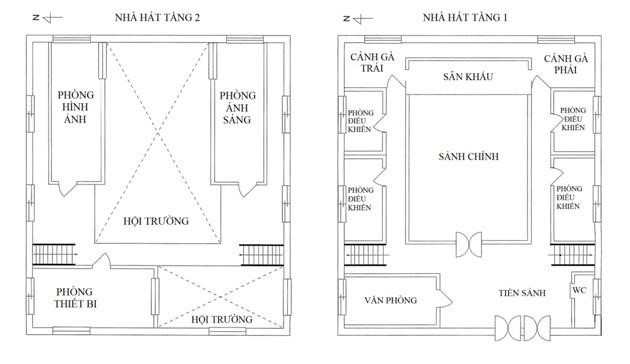 N
NHÀ HÁT TẦNG 2
PHÒNG
HÌNH
ẢNH
PHÒNG
ÁNH
SÁNG
HỘI TRƯỜNG
PHÒNG
THIẾT BI
HỘI TRƯỜNG
N
NHÀ HÁT TẦNG 1
CÁNH GÀ
TRÁI
SÂN KHẤU
CÁNH GÀ
PHẢI
PHÒNG
ĐIỀU
KHIỂN
PHÒNG
ĐIỀU
KHIỂN
SẢNH CHÍNH
PHÒNG
ĐIỀU
KHIỂN
PHÒNG
ĐIỀU
KHIỂN
VĂN PHÒNG
TIỀN SẢNH
WC